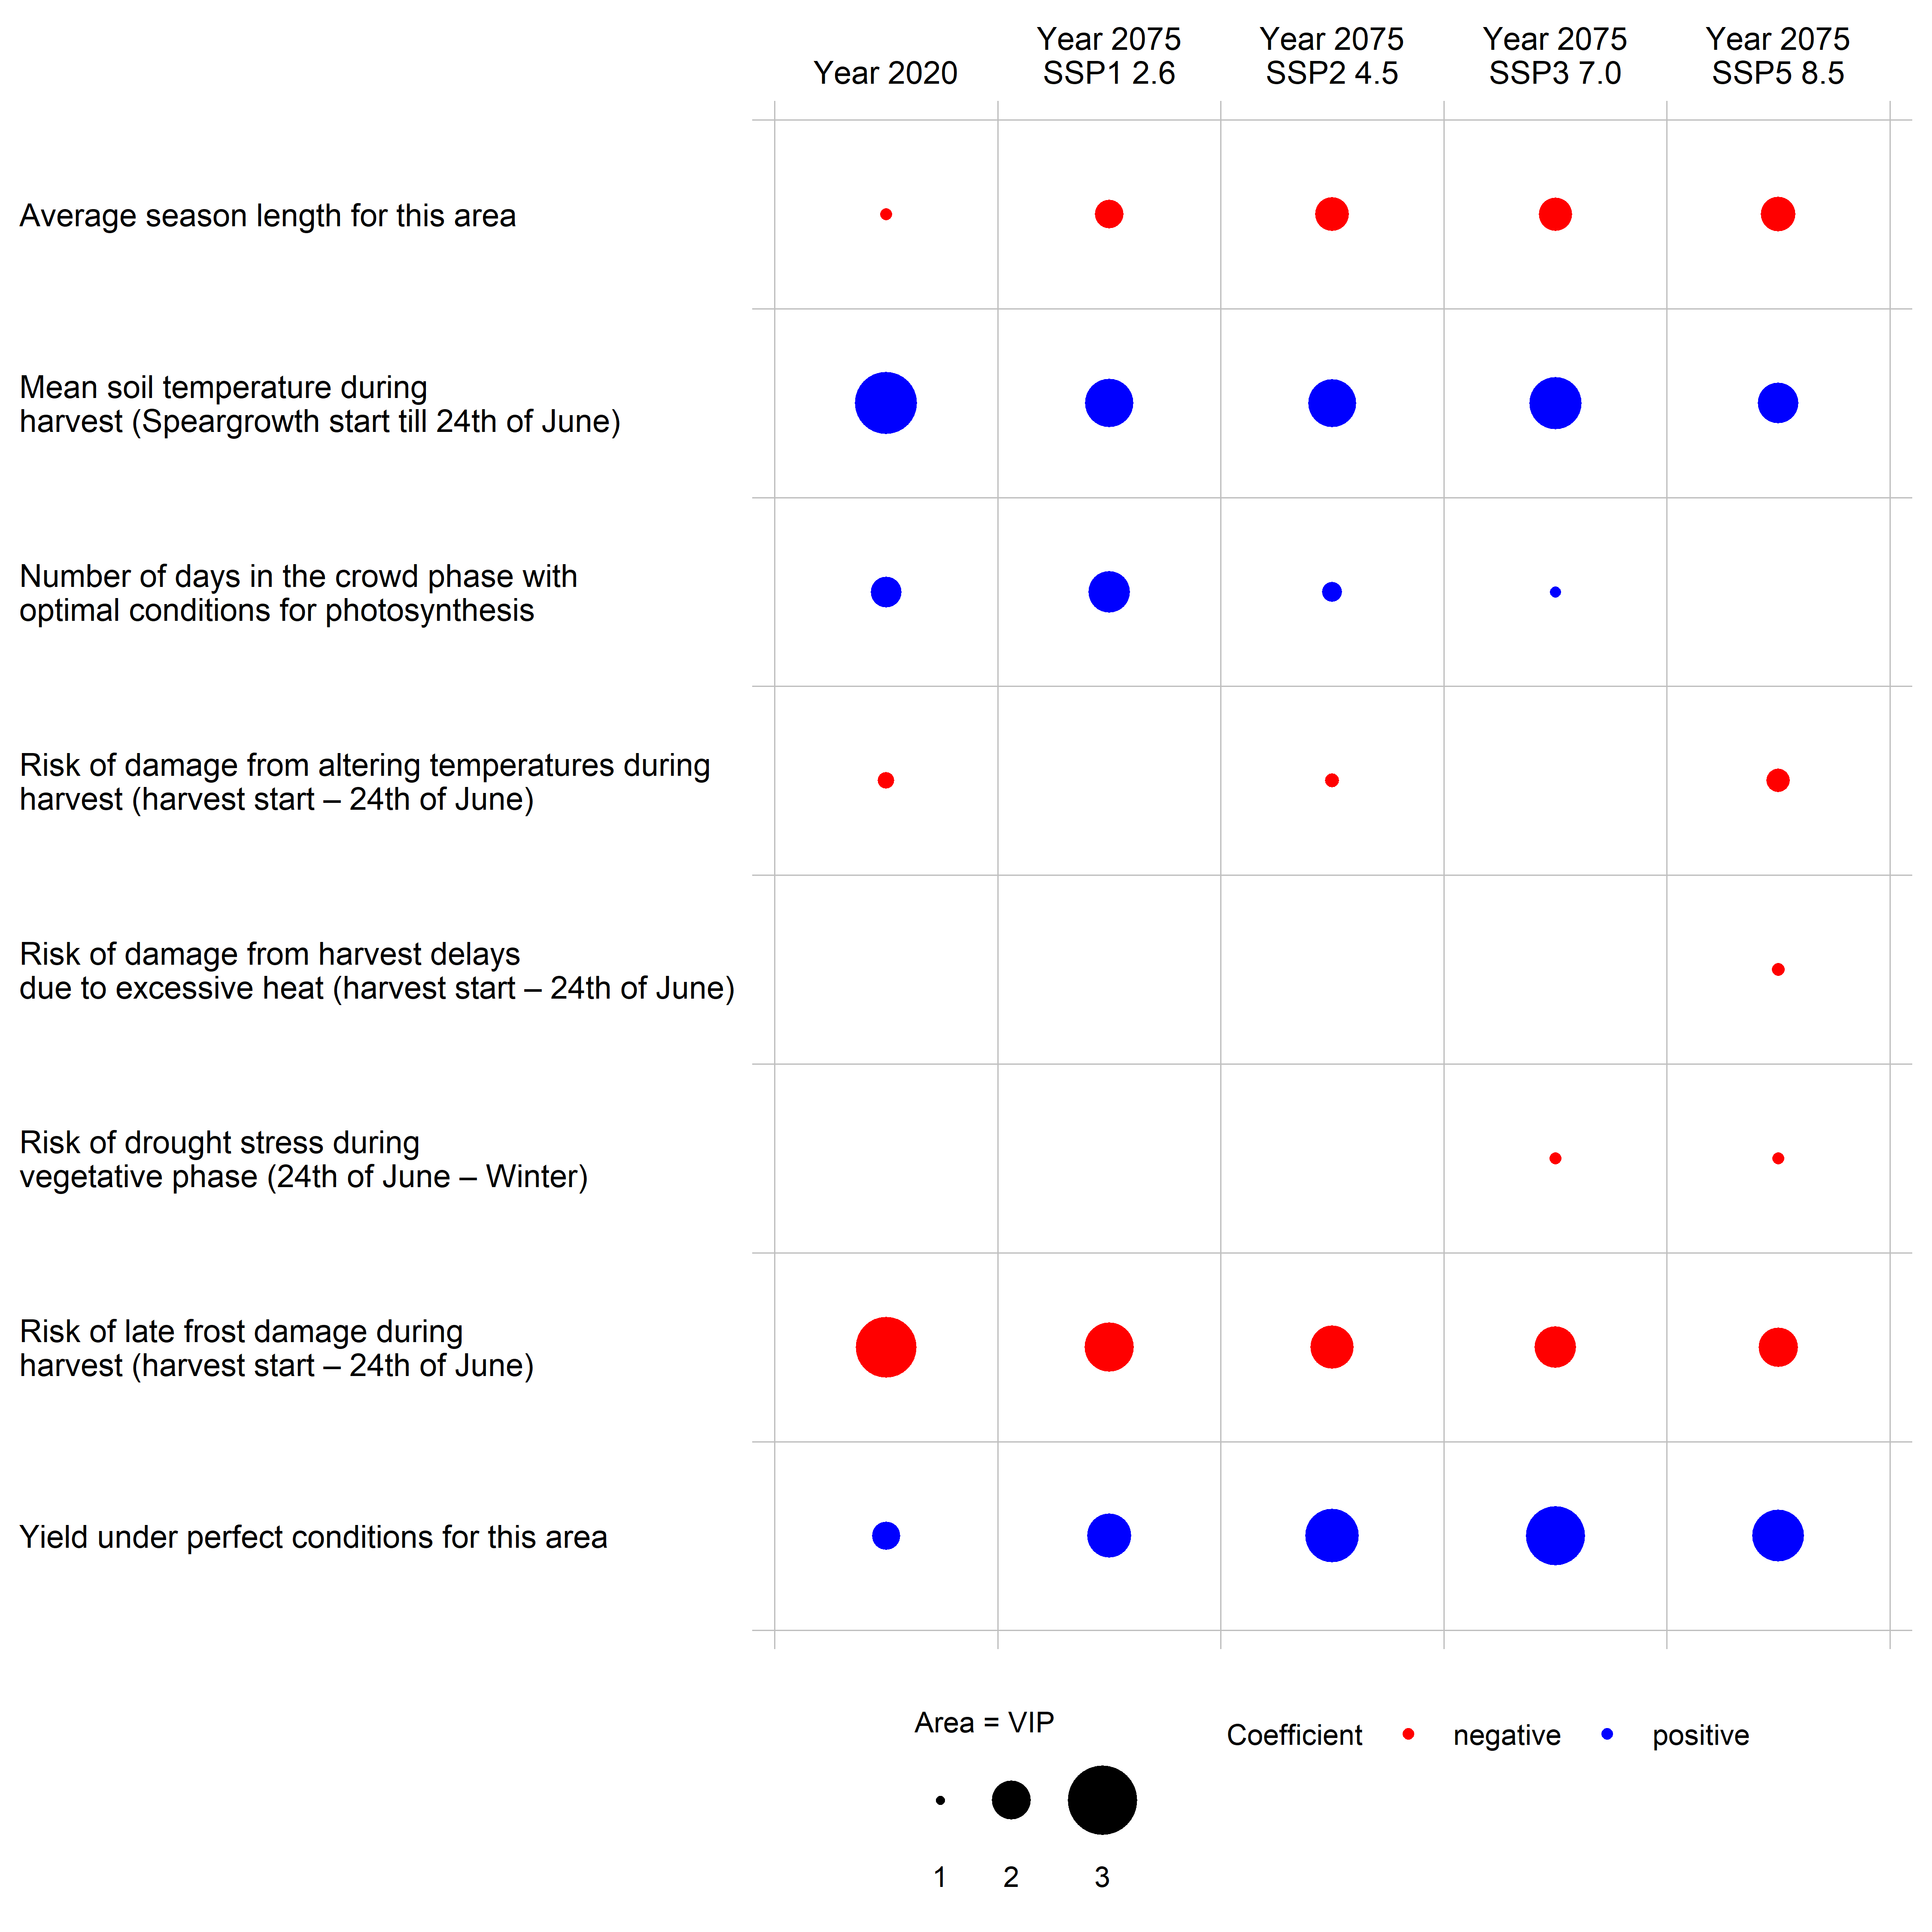 Year 2020
Year 2075
SSP1 2.6
Year 2075
SSP2 4.5
Year 2075
SSP3 7.0
Year 2075
SSP5 8.5
Average season length for this area
Mean soil temperature during
harvest (Speargrowth start till 24th of June)
Number of days in the crowd phase with
optimal conditions for photosynthesis
Risk of damage from altering temperatures during
harvest (harvest start – 24th of June)
Risk of damage from harvest delays
due to excessive heat (harvest start – 24th of June)
Risk of drought stress during
vegetative phase (24th of June – Winter)
Risk of late frost damage during
harvest (harvest start – 24th of June)
Yield under perfect conditions for this area
Area = VIP
1 2 3
Coefficient negative positive